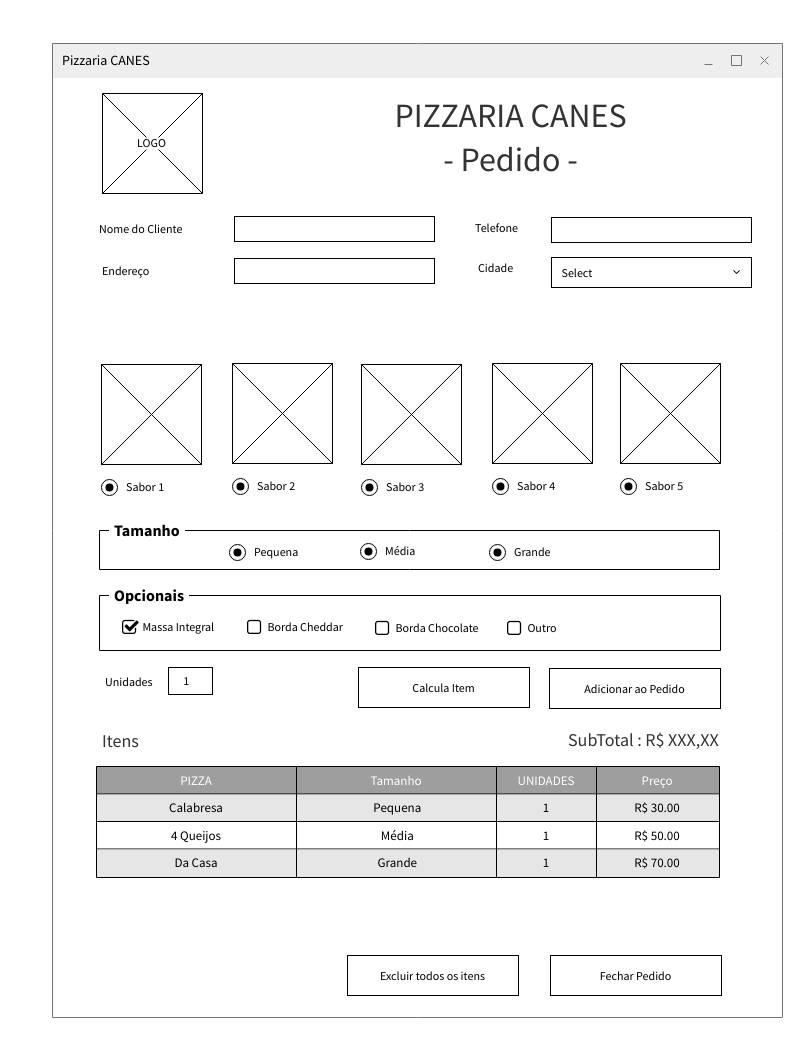 Pizzaria CANES
LOGO
PIZZARIA CANES
- Pedido -
Nome do Cliente
Telefone
Endereço
Cidade
Select
Sabor 1
Sabor 2
Sabor 3
Sabor 4
Sabor 5
Tamanho
Pequena
Média
Grande
Opcionais
Massa Integral
Borda Cheddar
Borda Chocolate
Outro
Unidades
1
Calcula Item
Adicionar ao Pedido
Itens
SubTotal : R$ XXX,XX
PIZZA Tamanho UNIDADES Preço
Calabresa Pequena 1 R$ 30.00
4 Queijos Média 1 R$ 50.00
Da Casa Grande 1 R$ 70.00
Excluir todos os itens
Fechar Pedido